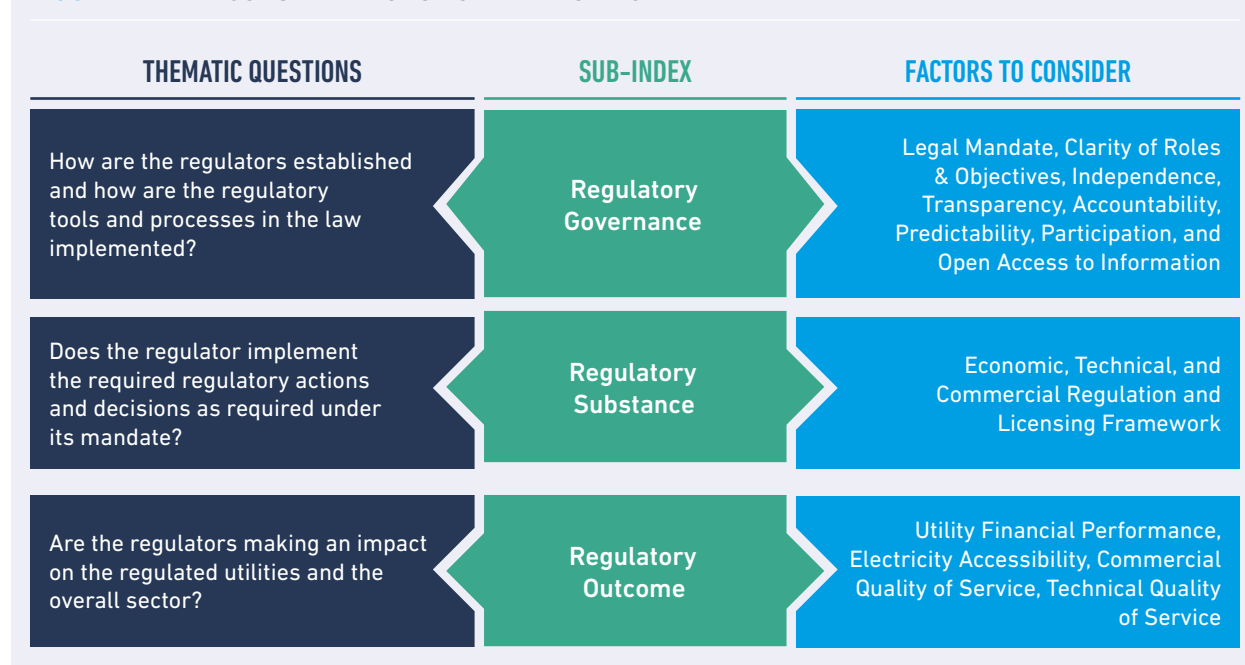 THEMATIC QUESTIONS
SUB-INDEX
FACTORS TO CONSIDER
How are the regulators established
and how are the regulatory
tools and processes in the law
implemented?
Regulatory
Governance
Legal Mandate, Clarity of Roles
& Objectives, Independence,
Transparency, Accountability,
Predictability, Participation, and
Open Access to Information
Does the regulator implement
the required regulatory actions
and decisions as required under
its mandate?
Regulatory
Substance
Economic, Technical, and
Commercial Regulation and
Licensing Framework
Are the regulators making an impact
on the regulated utilities and the
overall sector?
Regulatory
Outcome
Utility Financial Performance,
Electricity Accessibility, Commercial
Quality of Service, Technical Quality
of Service